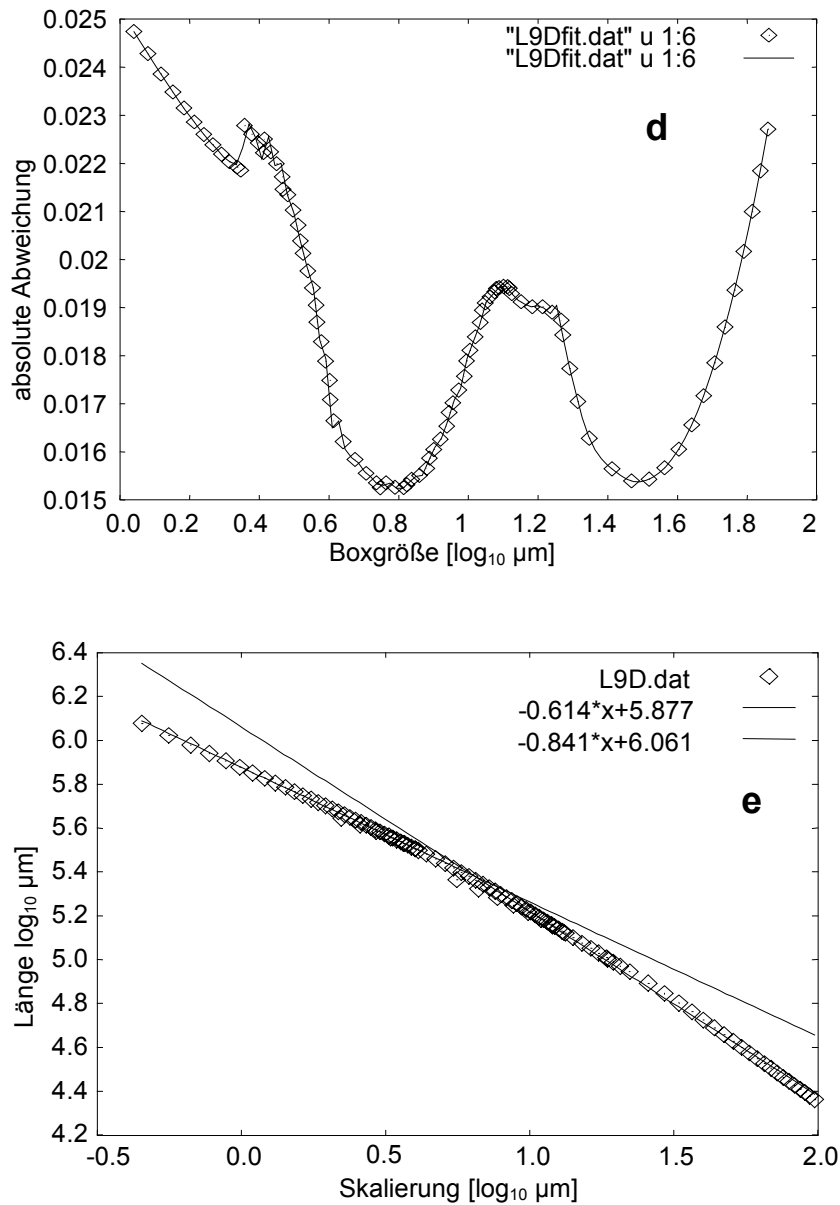 0.025
0.024
0.023
0.022
0.021
0.02
0.019
0.018
0.017
0.016
0.015
absolute Abweichung
"L9Dfit.dat" u 1:6
"L9Dfit.dat" u 1:6
d
0.0 0.2 0.4 0.6 0.8 1 1.2 1.4 1.6 1.8 2
Boxgröße [log₁₀ µm]
6.4
6.2
6.0
5.8
5.6
5.4
5.2
5.0
4.8
4.6
4.4
4.2
Länge log₁₀ µm]
L9D.dat
-0.614*x+5.877
-0.841*x+6.061
e
-0.5 0.0 0.5 1.0 1.5 2.0
Skalierung [log₁₀ µm]